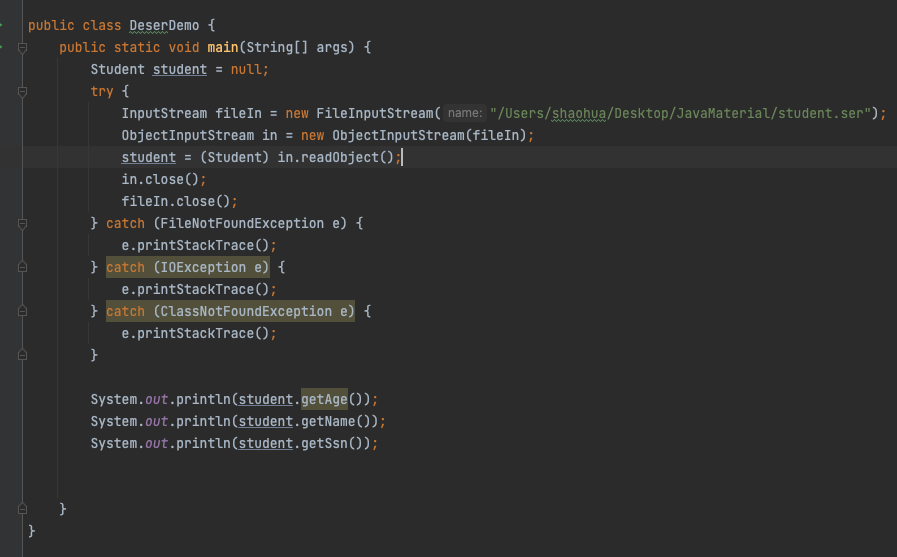 public class DeserDemo {
public static void main(String[] args) {
Student student = null;
try {
InputStream fileIn = new FileInputStream( name: "/Users/shaohua/Desktop/JavaMaterial/student.ser");
ObjectInputStream in = new ObjectInputStream(fileIn);
student = (Student) in.readObject();
in.close();
fileIn.close();
} catch (FileNotFoundException e) {
e.printStackTrace();
} catch (IOException e) {
e.printStackTrace();
} catch (ClassNotFoundException e) {
e.printStackTrace();
}
System.out.println(student.getAge());
System.out.println(student.getName());
System.out.println(student.getSsn());
}
}